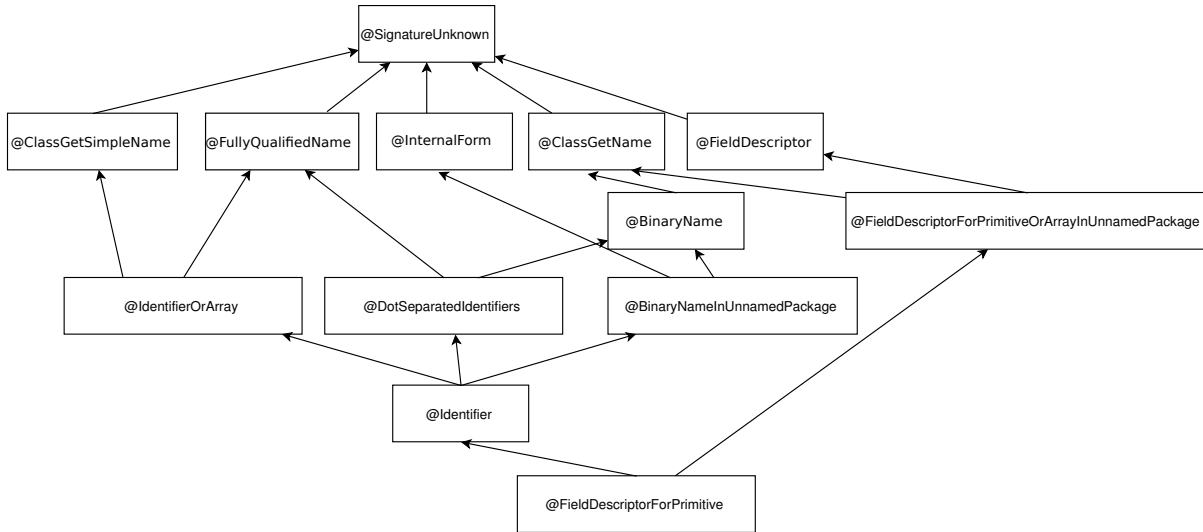 @SignatureUnknown
@ClassGetSimpleName
@FullyQualifiedName
@InternalForm
@ClassGetName
@FieldDescriptor
@BinaryName
@FieldDescriptorForPrimitiveOrArrayInUnnamedPackage
@IdentifierOrArray
@DotSeparatedIdentifiers
@BinaryNameInUnnamedPackage
@Identifier
@FieldDescriptorForPrimitive